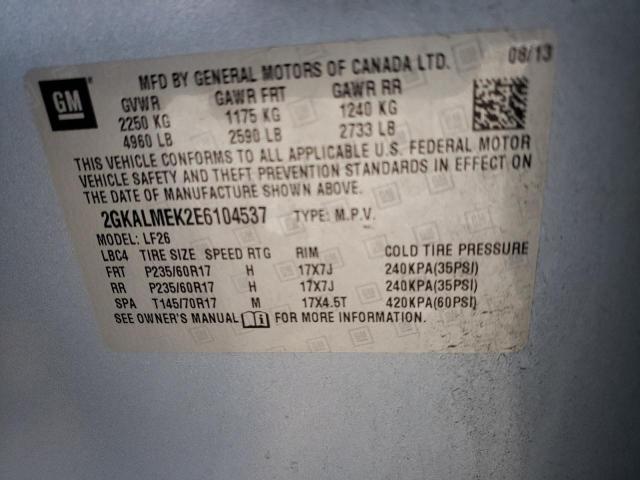 MFD BY GENERAL MOTORS OF CANADA LTD. 08/13
GM
GVWR GAWR FRT GAWR RR
2250 KG 1175 KG 1240 KG
4960 LB 2590 LB 2733 LB
THIS VEHICLE CONFORMS TO ALL APPLICABLE U.S. FEDERAL MOTOR
VEHICLE SAFETY AND THEFT PREVENTION STANDARDS IN EFFECT ON
THE DATE OF MANUFACTURE SHOWN ABOVE.
2GKALMEK2E6104537 TYPE: M.P.V.
MODEL: LF26
LBC4 TIRE SIZE SPEED RTG RIM COLD TIRE PRESSURE
FRT P235/60R17 H 17X7J 240KPA(35PSI)
RR P235/60R17 H 17X7J 240KPA(35PSI)
SPA T145/70R17 M 17X4.5T 420KPA(60PSI)
SEE OWNER'S MANUAL FOR MORE INFORMATION.